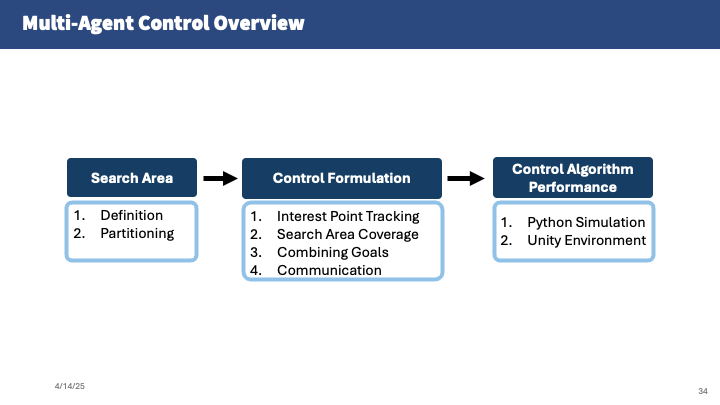 Multi-Agent Control Overview
Search Area
1. Definition
2. Partitioning
Control Formulation
1. Interest Point Tracking
2. Search Area Coverage
3. Combining Goals
4. Communication
Control Algorithm
Performance
1. Python Simulation
2. Unity Environment
4/14/25
34